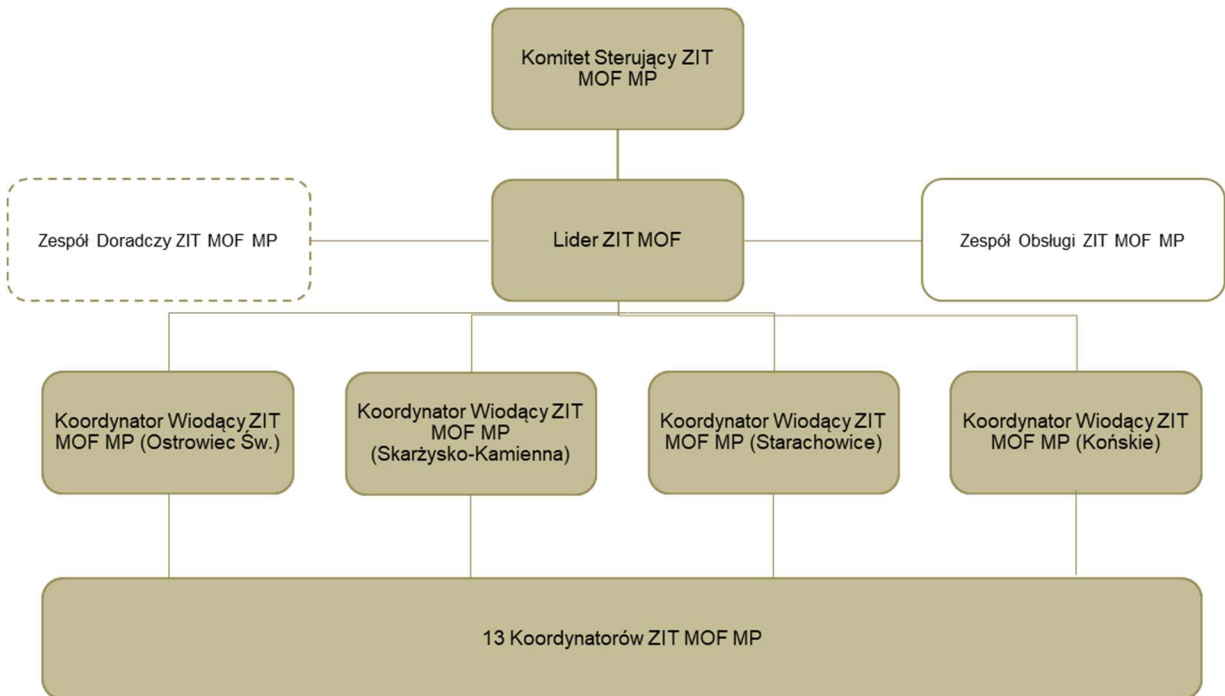 Komitet Sterujący ZIT
MOF MP
Zespół Doradczy ZIT MOF MP
Lider ZIT MOF
Zespół Obsługi ZIT MOF MP
Koordynator Wiodący ZIT
MOF MP (Ostrowiec Św.)
Koordynator Wiodący ZIT
MOF MP
(Skarżysko-Kamienna)
Koordynator Wiodący ZIT
MOF MP (Starachowice)
Koordynator Wiodący ZIT
MOF MP (Końskie)
13 Koordynatorów ZIT MOF MP